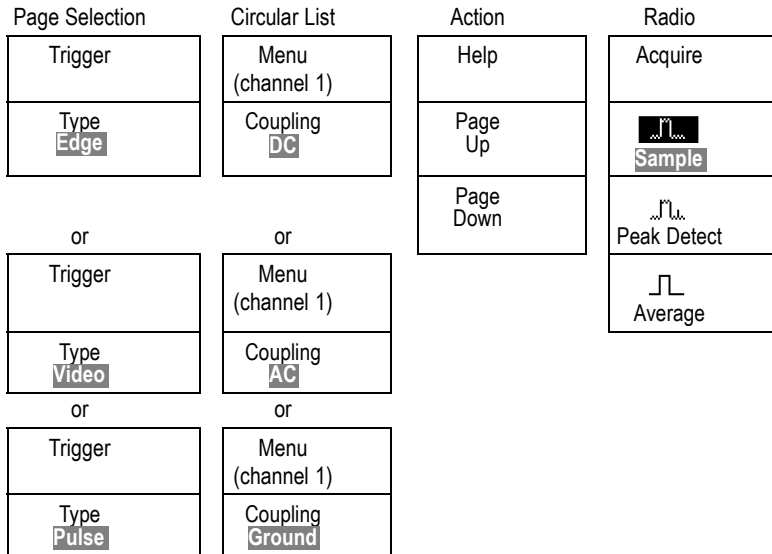 Page Selection
Trigger
Type
Edge
or
Trigger
Type
Video
or
Trigger
Type
Pulse
Circular List
Menu
(channel 1)
Coupling
DC
or
Menu
(channel 1)
Coupling
AC
or
Menu
(channel 1)
Coupling
Ground
Action
Help
Page
Up
Page
Down
Radio
Acquire
Sample
Peak Detect
Average